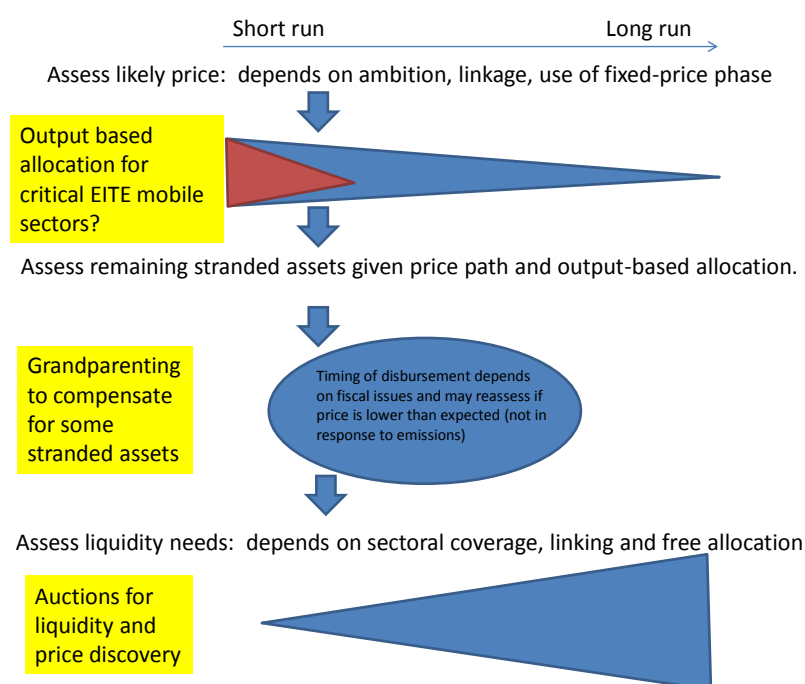 Short run
Long run
Assess likely price:  depends on ambition, linkage, use of fixed-price phase
Output based
allocation for
critical EITE mobile
sectors?
Assess remaining stranded assets given price path and output-based allocation.
Grandparenting
to compensate
for some
stranded assets
Timing of disbursement depends
on fiscal issues and may reassess if
price is lower than expected (not in
response to emissions)
Assess liquidity needs:  depends on sectoral coverage, linking and free allocation
Auctions for
liquidity and
price discovery